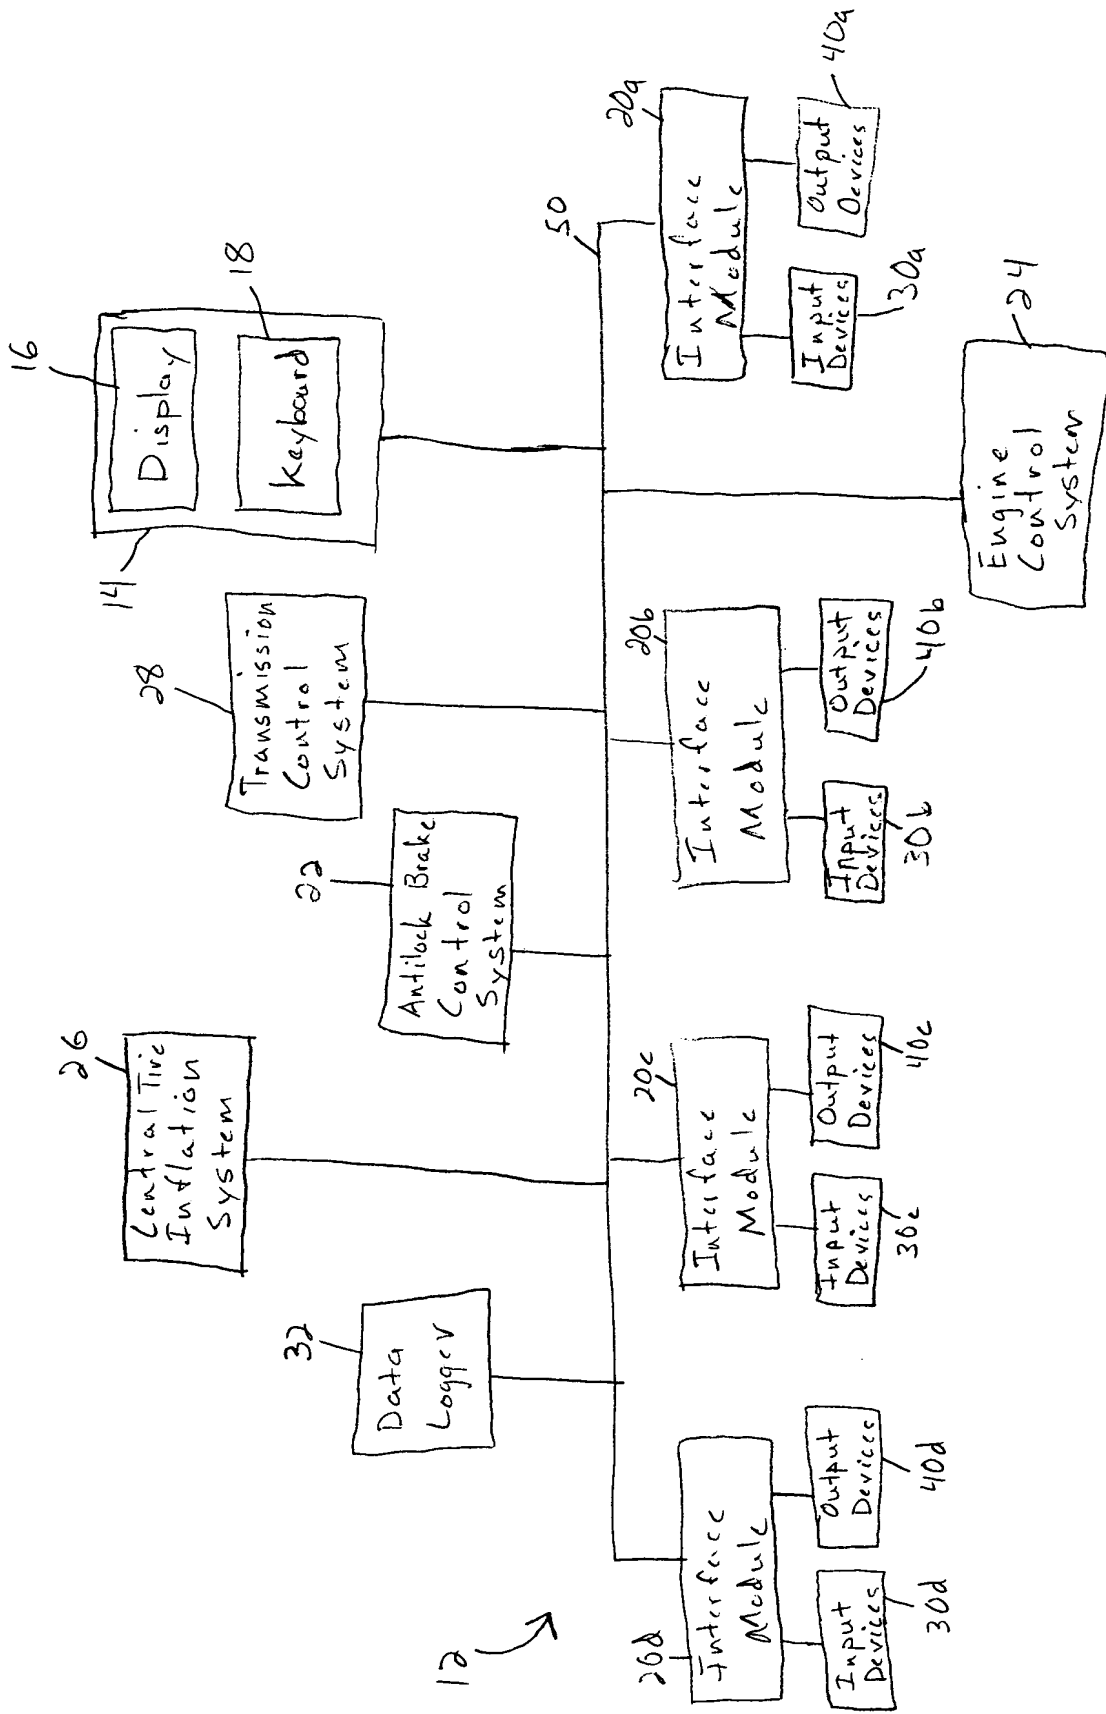 12
26
Central Tire
Inflation
System
32
Data
Logger
22
Antilock Brake
Control
System
28
Transmission
Control
System
14
16
Display
18
Keyboard
50
20d
Interface
Module
Input
Devices
30d
Output
Devices
40d
20c
Interface
Module
Input
Devices
30c
Output
Devices
40c
20b
Interface
Module
Input
Devices
30b
Output
Devices
40b
Engine
Control
System
24
20a
Interface
Module
Input
Devices
30a
Output
Devices
40a